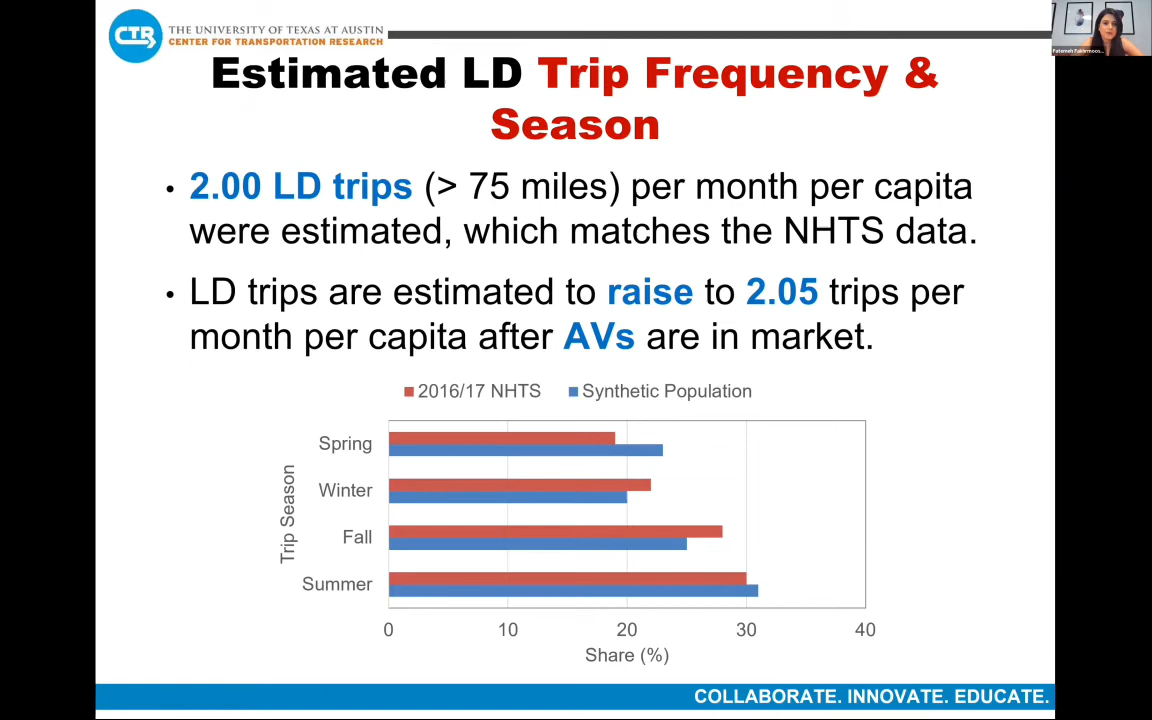 CTR THE UNIVERSITY OF TEXAS AT AUSTIN
CENTER FOR TRANSPORTATION RESEARCH
Estimated LD Trip Frequency &
Season
• 2.00 LD trips (> 75 miles) per month per capita
were estimated, which matches the NHTS data.
• LD trips are estimated to raise to 2.05 trips per
month per capita after AVs are in market.
2016/17 NHTS Synthetic Population
Trip Season
Spring
Winter
Fall
Summer
0 10 20 30 40
Share (%)
COLLABORATE. INNOVATE. EDUCATE.